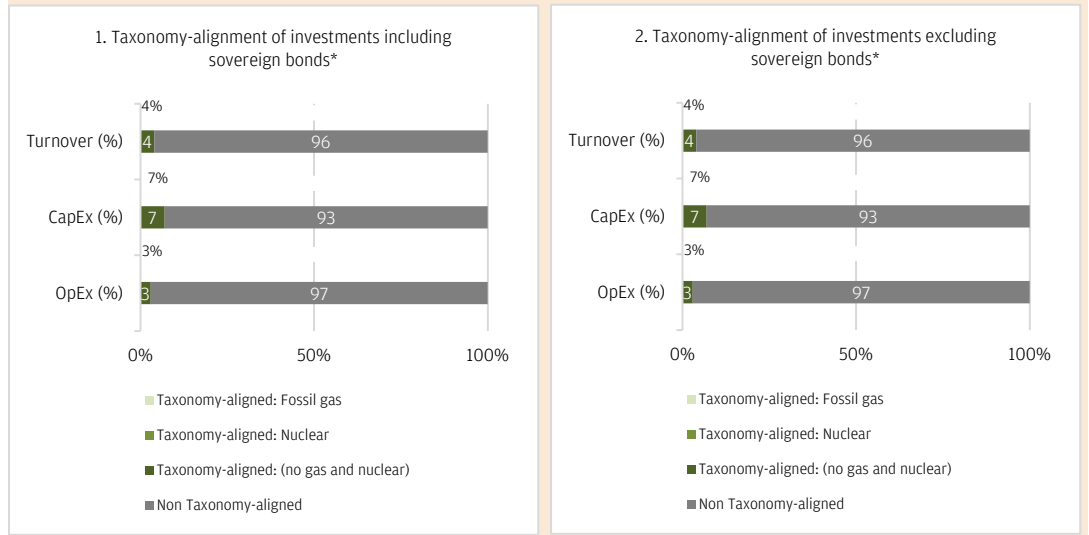 1. Taxonomy-alignment of investments including
sovereign bonds*
4%
Turnover (%)
4
96
7%
CapEx (%)
7
93
3%
OpEx (%)
3
97
0%
50%
100%
Taxonomy-aligned: Fossil gas
Taxonomy-aligned: Nuclear
Taxonomy-aligned: (no gas and nuclear)
Non Taxonomy-aligned
2. Taxonomy-alignment of investments excluding
sovereign bonds*
4%
Turnover (%)
4
96
7%
CapEx (%)
7
93
3%
OpEx (%)
3
97
0%
50%
100%
Taxonomy-aligned: Fossil gas
Taxonomy-aligned: Nuclear
Taxonomy-aligned: (no gas and nuclear)
Non Taxonomy-aligned